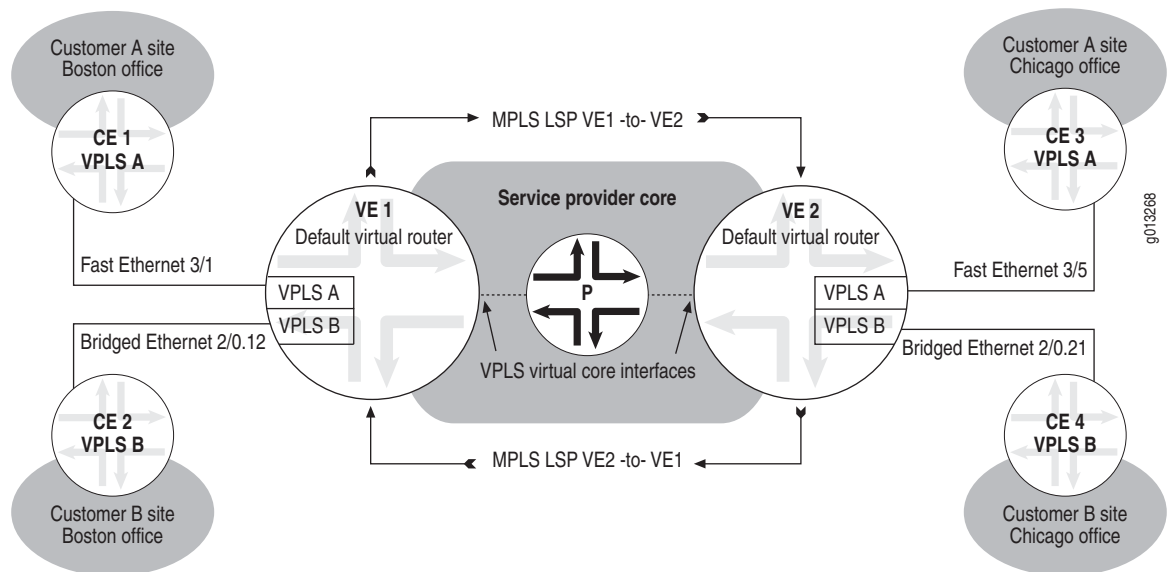 Customer A site
Boston office
CE 1
VPLS A
Fast Ethernet 3/1
Bridged Ethernet 2/0.12
CE 2
VPLS B
Customer B site
Boston office
MPLS LSP VE1 -to- VE2
VE 1
Default virtual router
VPLS A
VPLS B
Service provider core
P
VPLS virtual core interfaces
MPLS LSP VE2 -to- VE1
VE 2
Default virtual router
VPLS A
VPLS B
Customer A site
Chicago office
CE 3
VPLS A
Fast Ethernet 3/5
Bridged Ethernet 2/0.21
CE 4
VPLS B
Customer B site
Chicago office
g013268